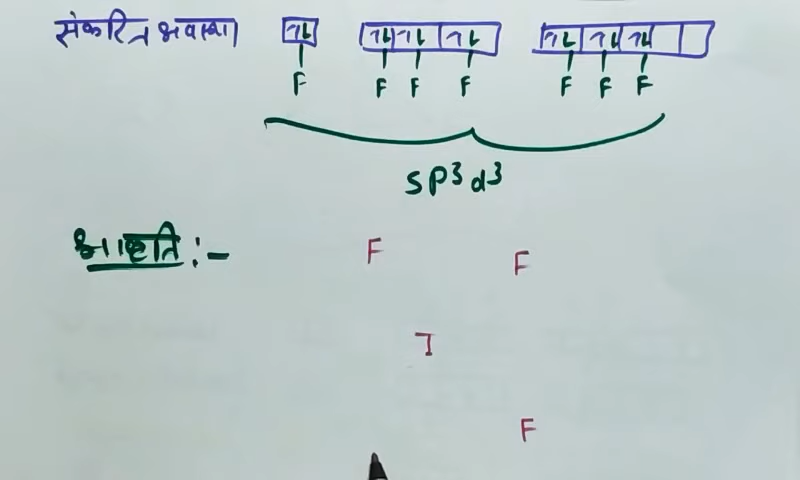 संकरित अवस्था
F F F F F F F
SP³d³
आकृति :-
F F
I
F